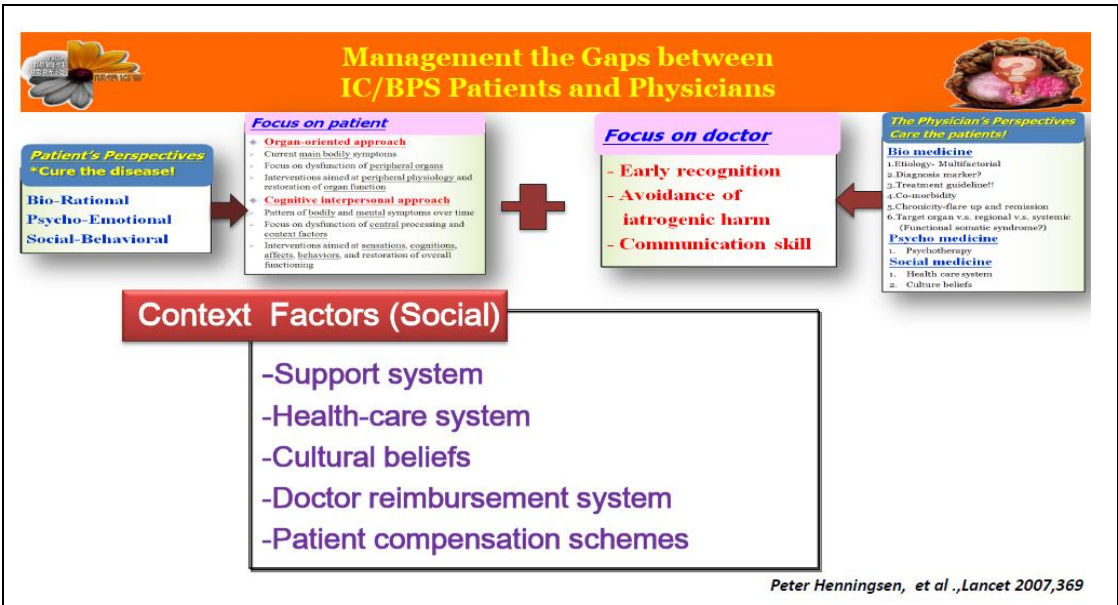 Management the Gaps between
IC/BPS Patients and Physicians
Patient's Perspectives
*Cure the disease!
Bio-Rational
Psycho-Emotional
Social-Behavioral
Focus on patient
Organ-oriented approach
Current main bodily symptoms
Focus on dysfunction of peripheral organs
Interventions aimed at peripheral physiology and
restoration of organ function
Cognitive interpersonal approach
Pattern of bodily and mental symptoms over time
Focus on dysfunction of central processing and
context factors
Interventions aimed at sensations, cognitions,
affects, behaviors, and restoration of overall
functioning
Focus on doctor
- Early recognition
- Avoidance of
iatrogenic harm
- Communication skill
The Physician's Perspectives
Care the patients!
Bio medicine
1.Etiology- Multifactorial
2.Diagnosis marker?
3.Treatment guideline!!
4.Co-morbidity
5.Chronicity-flare up and remission
6.Target organ v.s. regional v.s. systemic
(Functional somatic syndrome?)
Psycho medicine
1. Psychotherapy
Social medicine
1. Health care system
2. Culture beliefs
Context Factors (Social)
-Support system
-Health-care system
-Cultural beliefs
-Doctor reimbursement system
-Patient compensation schemes
Peter Henningsen, et al .,Lancet 2007,369